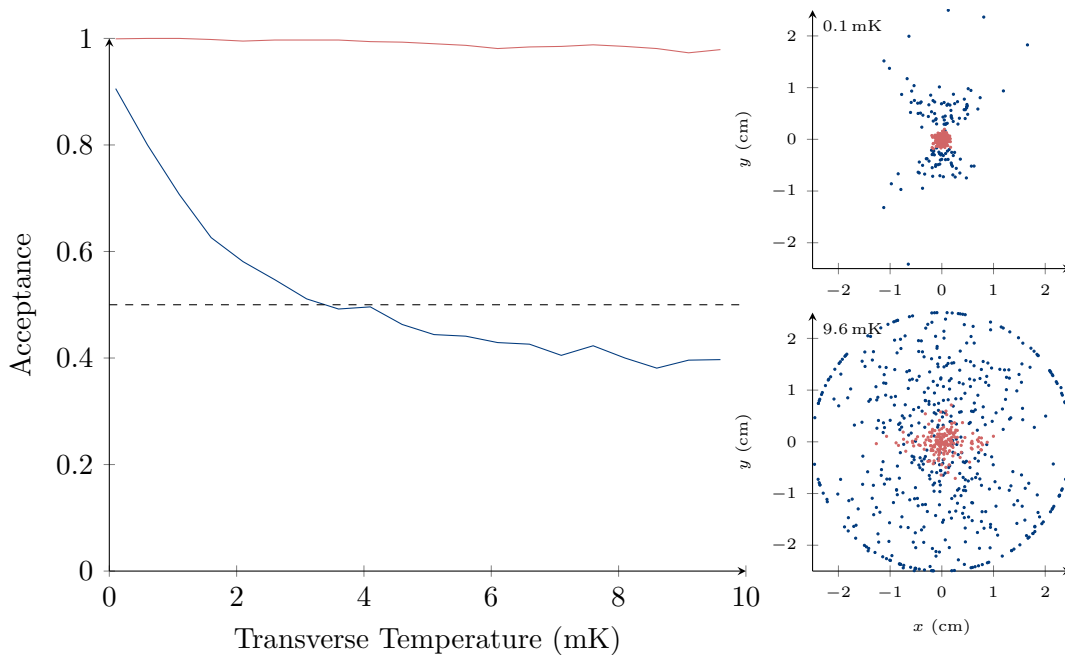 1
0.8
0.6
0.4
0.2
0
Acceptance
0 2 4 6 8 10
Transverse Temperature (mK)
0.1 mK
2
1
0
−1
−2
y (cm)
−2 −1 0 1 2
9.6 mK
2
1
0
−1
−2
y (cm)
−2 −1 0 1 2
x (cm)